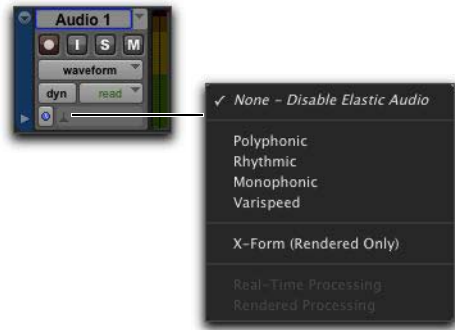 Audio 1
I S M
waveform
dyn read
✓ None – Disable Elastic Audio
Polyphonic
Rhythmic
Monophonic
Varispeed
X-Form (Rendered Only)
Real-Time Processing
Rendered Processing